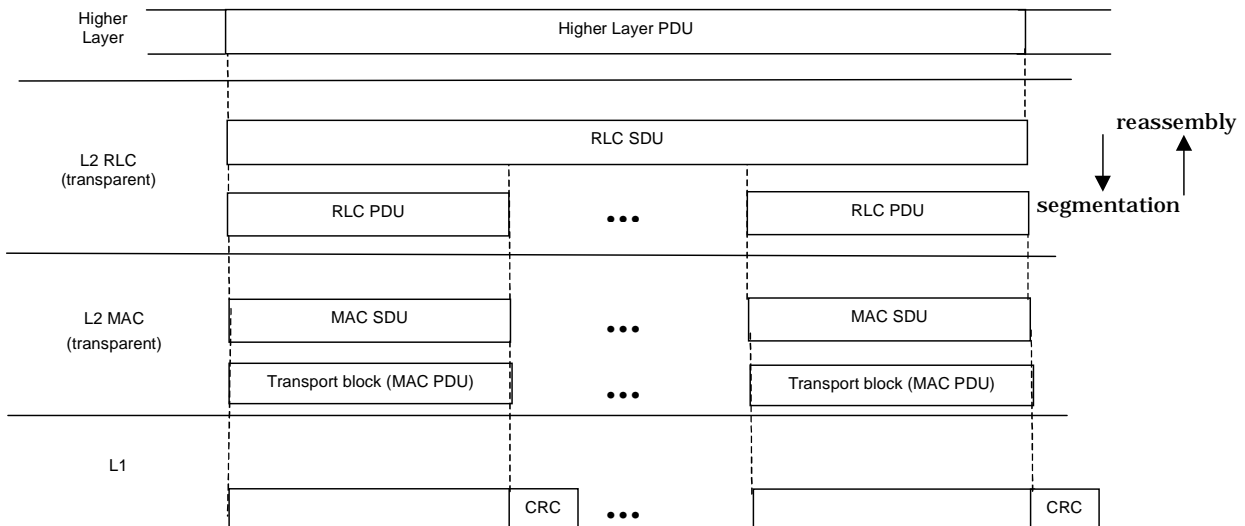 Higher
Layer
Higher Layer PDU
reassembly
RLC SDU
L2 RLC
(transparent)
segmentation
RLC PDU
•••
RLC PDU
L2 MAC
(transparent)
MAC SDU
•••
MAC SDU
Transport block (MAC PDU)
•••
Transport block (MAC PDU)
L1
CRC
•••
CRC